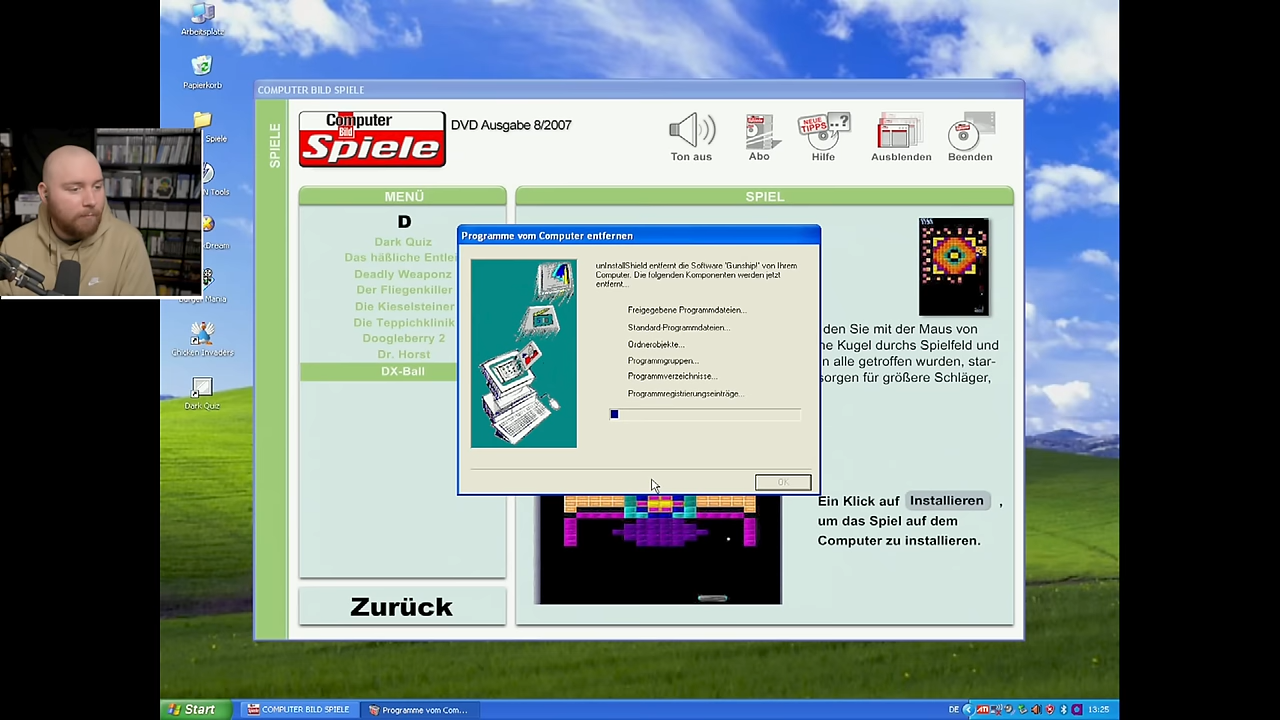 Arbeitsplatz
Papierkorb
Spiele
Tools
Dream
Mania
Chicken Invaders
Dark Quiz
COMPUTER BILD SPIELE
SPIELE
Computer
Bild
Spiele
DVD Ausgabe 8/2007
Ton aus
Abo
NEUE TIPPS
Hilfe
Ausblenden
Beenden
MENÜ
D
Dark Quiz
Das häßliche Entle
Deadly Weaponz
Der Fliegenkiller
Die Kieselsteiner
Die Teppichklinik
Doogleberry 2
Dr. Horst
DX-Ball
Zurück
SPIEL
den Sie mit der Maus von
e Kugel durchs Spielfeld und
n alle getroffen wurden, star-
sorgen für größere Schläger,
Ein Klick auf Installieren ,
um das Spiel auf dem
Computer zu installieren.
Programme vom Computer entfernen
unInstallShield entfernt die Software 'Gunship!' von Ihrem
Computer. Die folgenden Komponenten werden jetzt
entfernt...
Freigegebene Programmdateien...
Standard-Programmdateien...
Ordnerobjekte...
Programmgruppen...
Programmverzeichnisse...
Programmregistrierungseinträge...
OK
Start
COMPUTER BILD SPIELE
Programme vom Com...
DE
13:25